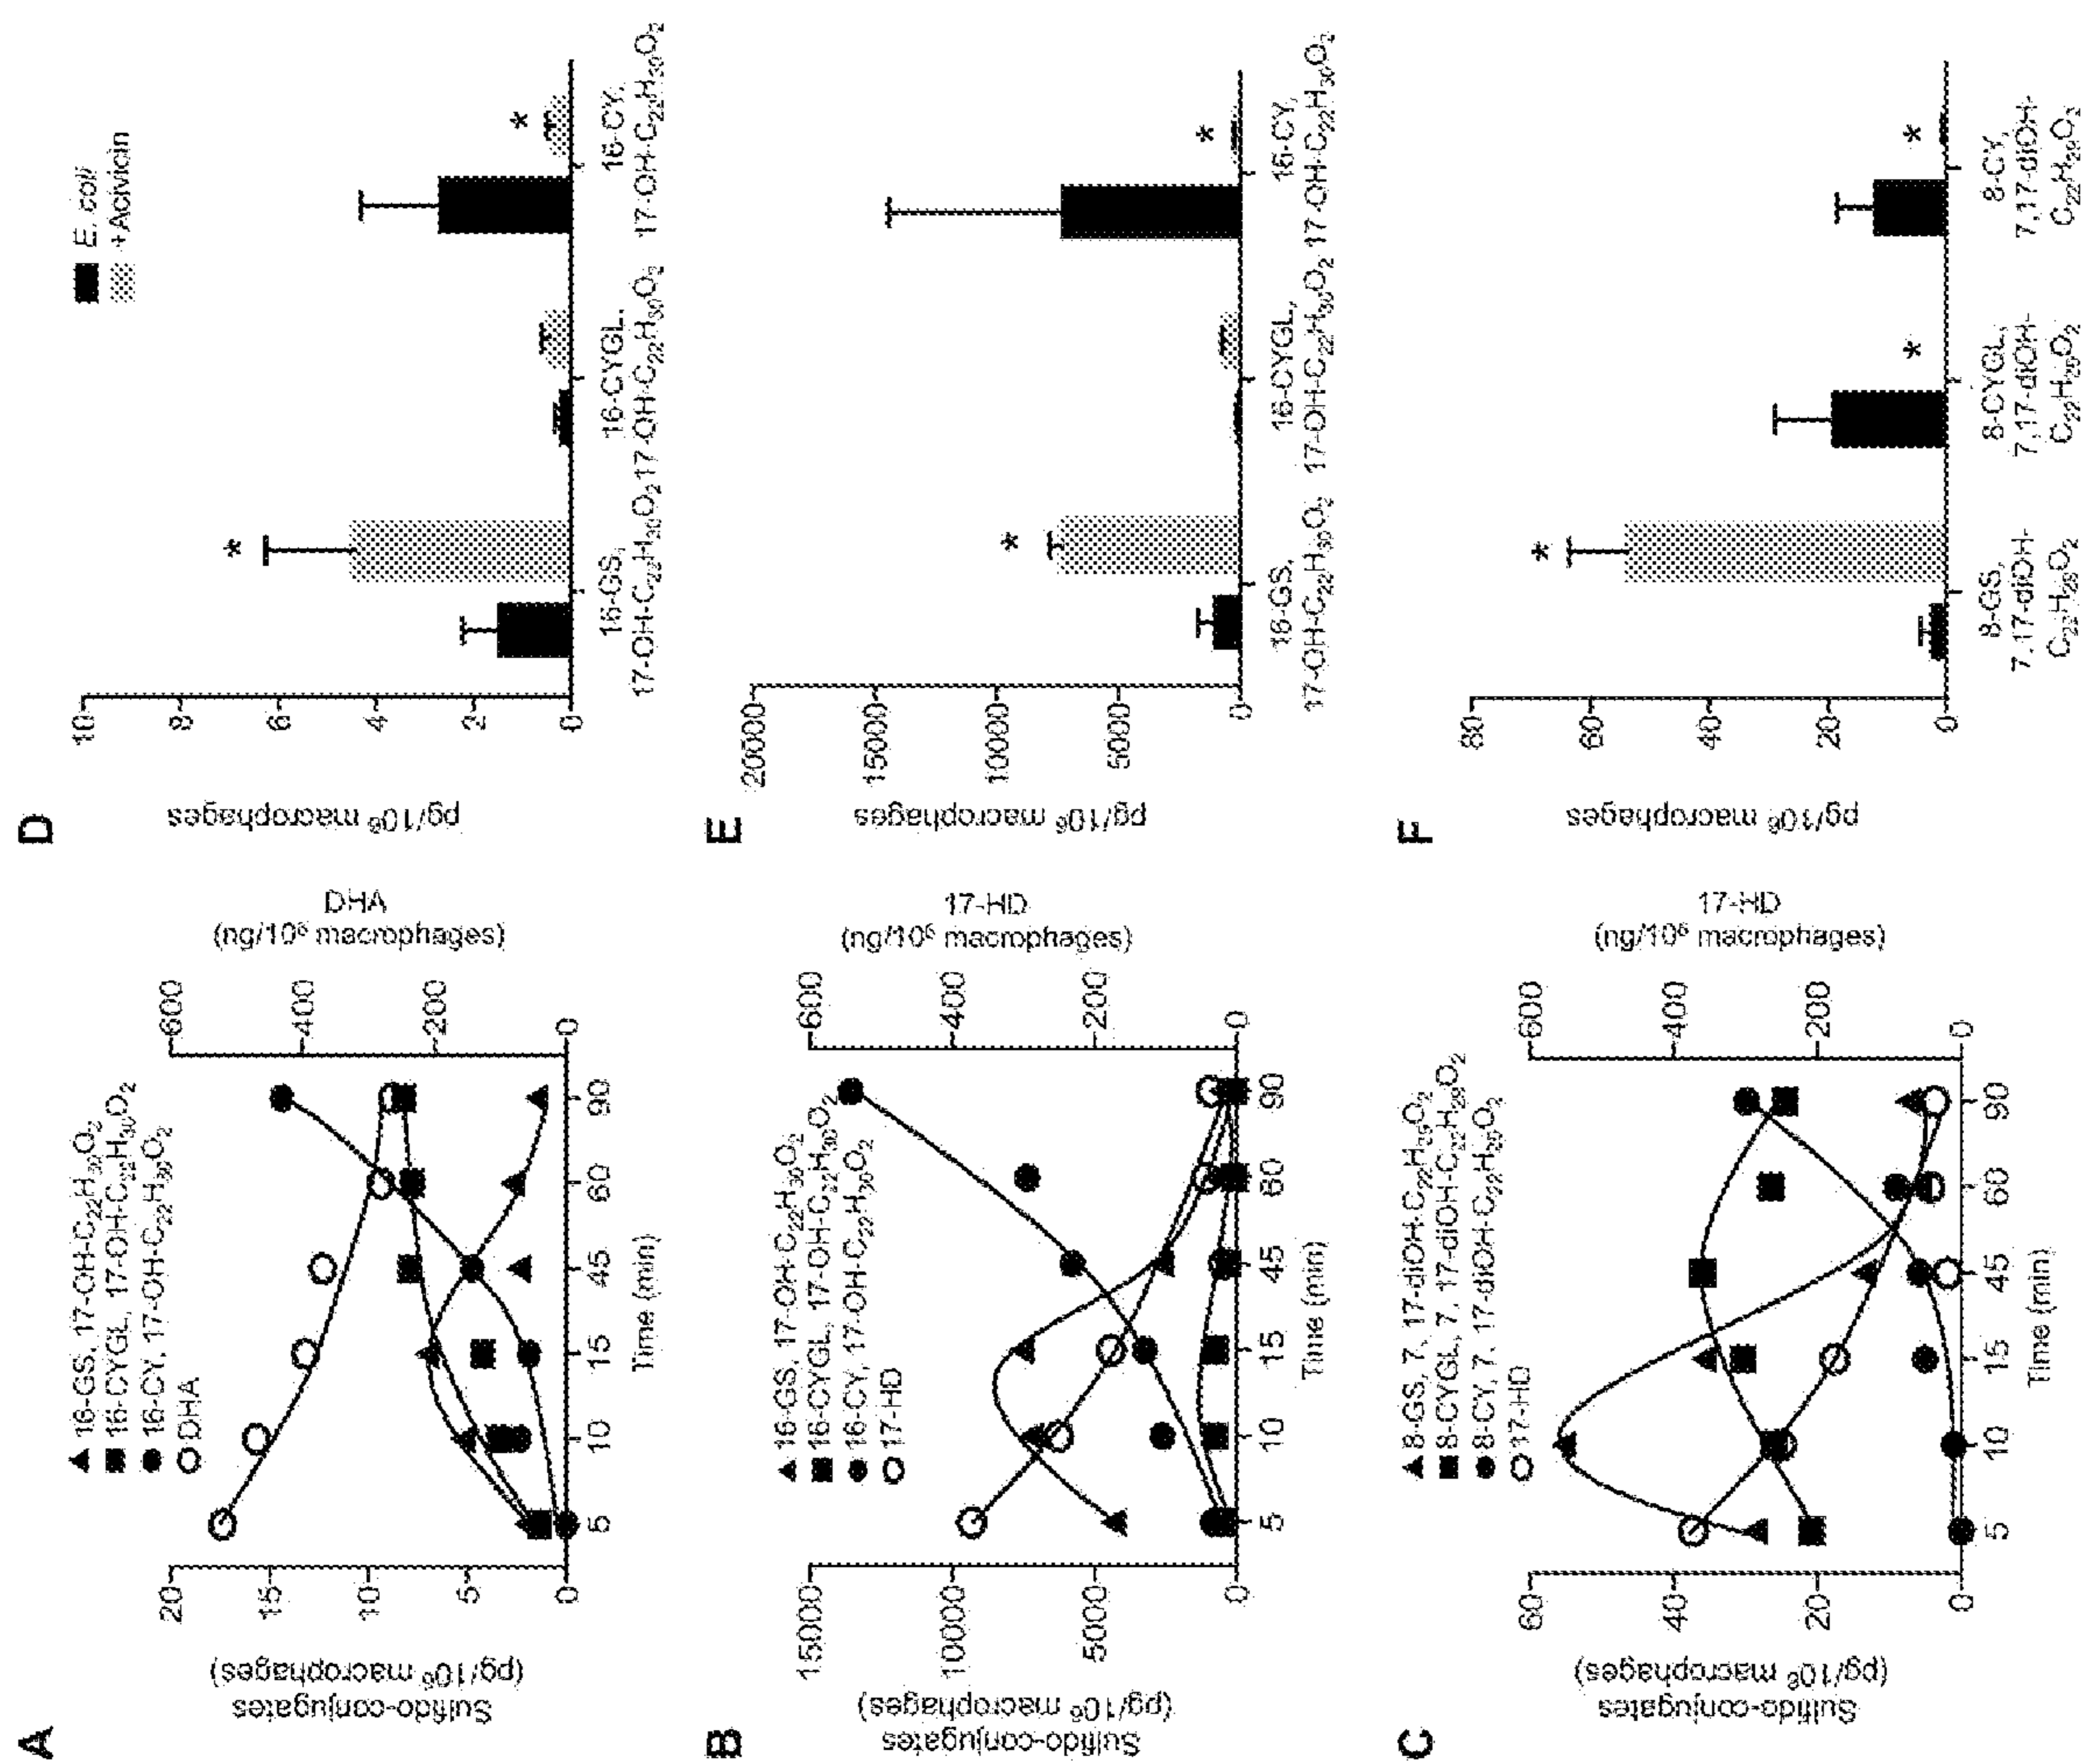 A
Sulfido-conjugates
(pg/10⁶ macrophages)
20
15
10
5
0
▲ 16-GS, 17-OH-C₂₂H₃₀O₂
■ 16-CYGL, 17-OH-C₂₂H₃₀O₂
● 16-CY, 17-OH-C₂₂H₃₀O₂
○ DHA
5 10 15 45 60 90
Time (min)
600
400
200
0
DHA
(ng/10⁶ macrophages)
B
Sulfido-conjugates
(pg/10⁶ macrophages)
15000
10000
5000
0
▲ 16-GS, 17-OH-C₂₂H₃₀O₂
■ 16-CYGL, 17-OH-C₂₂H₃₀O₂
● 16-CY, 17-OH-C₂₂H₃₀O₂
○ 17-HD
5 10 15 45 60 90
Time (min)
600
400
200
0
17-HD
(ng/10⁶ macrophages)
C
Sulfido-conjugates
(pg/10⁶ macrophages)
60
40
20
0
▲ 8-GS, 7, 17-diOH-C₂₂H₂₉O₂
■ 8-CYGL, 7, 17-diOH-C₂₂H₂₉O₂
● 8-CY, 7, 17-diOH-C₂₂H₂₉O₂
○ 17-HD
5 10 15 45 60 90
Time (min)
600
400
200
0
17-HD
(ng/10⁶ macrophages)
D
pg/10⁶ macrophages
10
8
6
4
2
0
E. coli
+Acivicin
*
*
16-GS, 16-CYGL, 16-CY,
17-OH-C₂₂H₃₀O₂ 17-OH-C₂₂H₃₀O₂ 17-OH-C₂₂H₃₀O₂
E
pg/10⁶ macrophages
20000
15000
10000
5000
0
*
*
16-GS, 16-CYGL, 16-CY,
17-OH-C₂₂H₃₀O₂ 17-OH-C₂₂H₃₀O₂ 17-OH-C₂₂H₃₀O₂
F
pg/10⁶ macrophages
80
60
40
20
0
*
*
*
8-GS, 8-CYGL, 8-CY,
7,17-diOH- 7,17-diOH- 7,17-diOH-
C₂₂H₂₉O₂ C₂₂H₂₉O₂ C₂₂H₂₉O₂